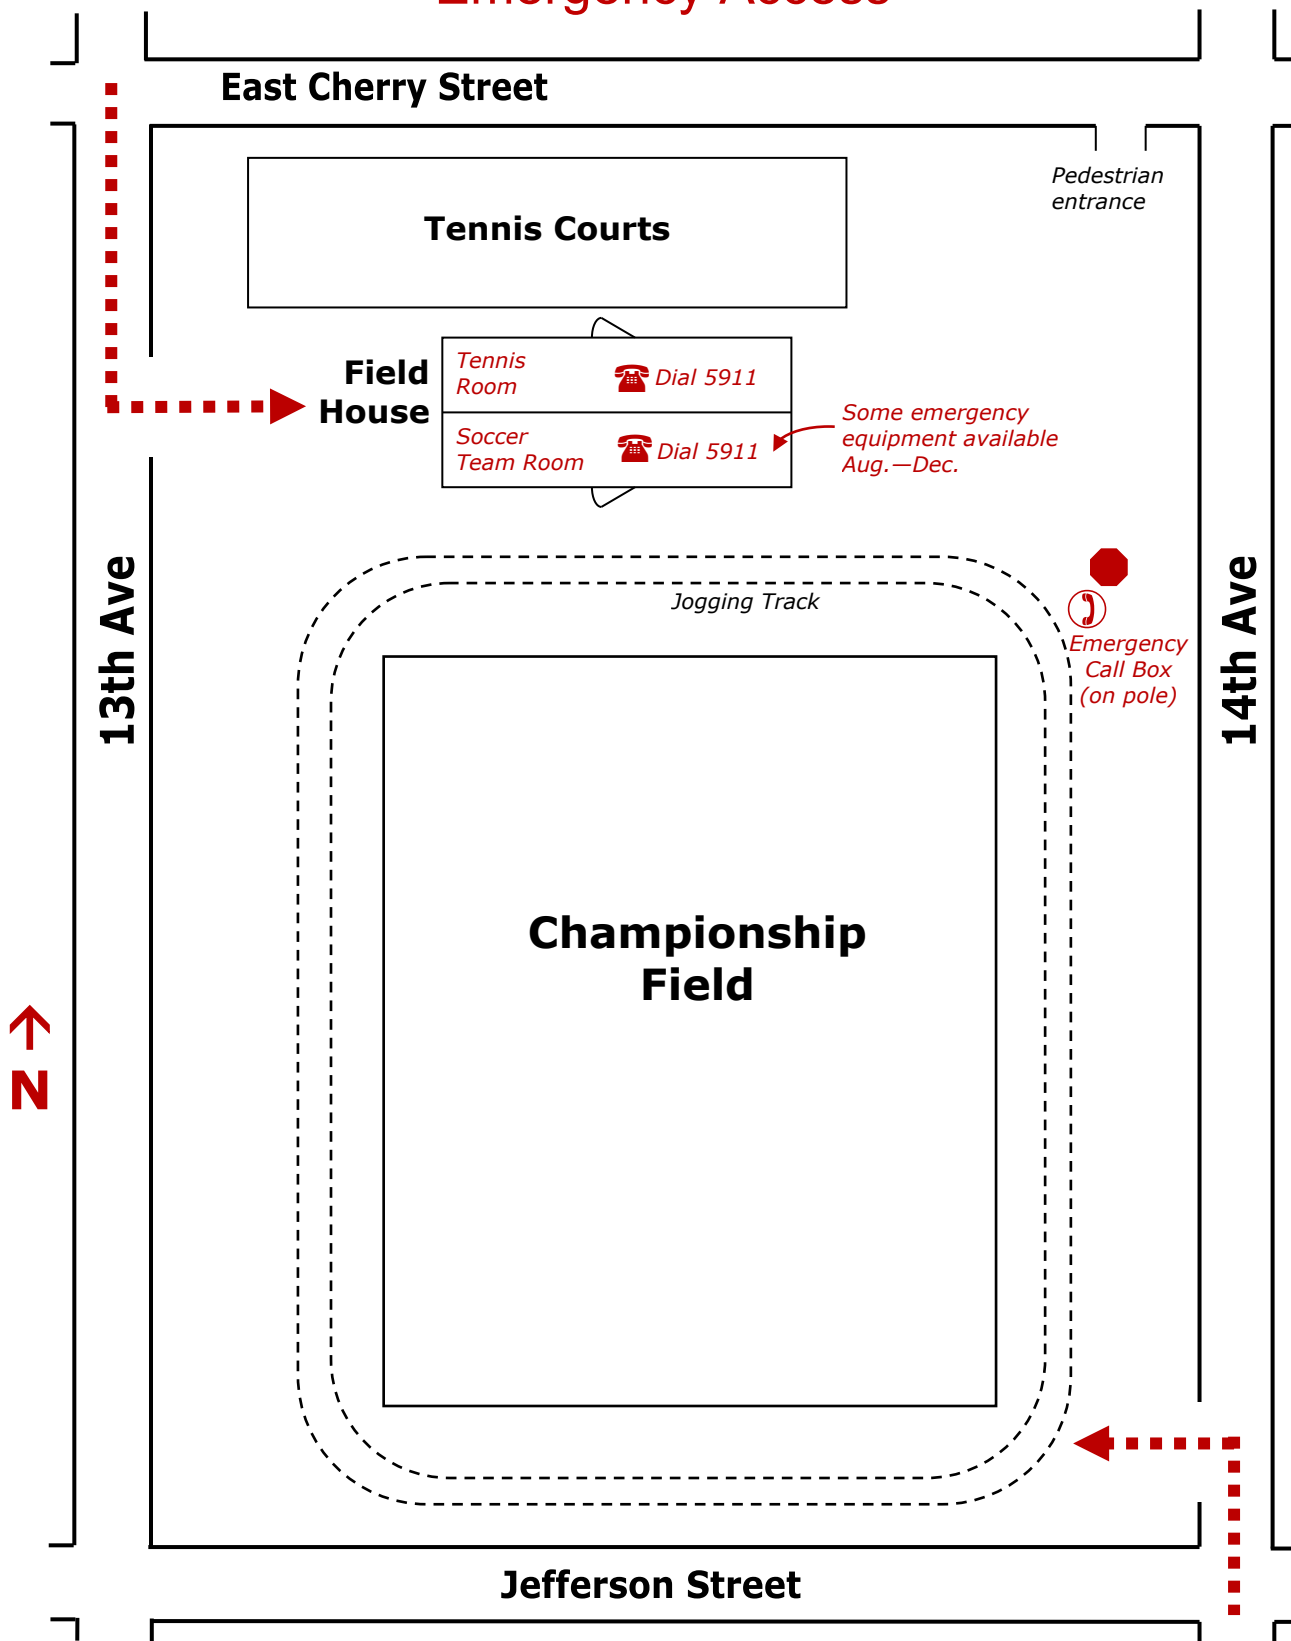 Emergency Access
East Cherry Street
Pedestrian
entrance
Tennis Courts
Field
House
Tennis
Room
Dial 5911
Soccer
Team Room
Dial 5911
Some emergency
equipment available
Aug.—Dec.
13th Ave
14th Ave
Jogging Track
Emergency
Call Box
(on pole)
Championship
Field
N
Jefferson Street